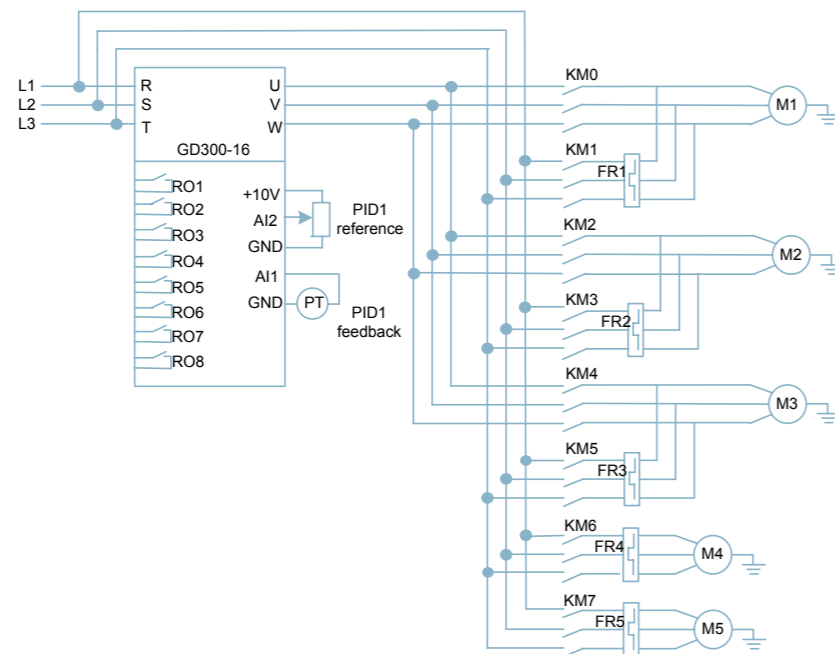 L1
L2
L3
R
S
T
U
V
W
GD300-16
RO1
RO2
RO3
RO4
RO5
RO6
RO7
RO8
+10V
AI2
GND
AI1
GND
PID1
reference
PT
PID1
feedback
KM0
M1
KM1
FR1
KM2
M2
KM3
FR2
KM4
M3
KM5
FR3
KM6
FR4
M4
KM7
FR5
M5